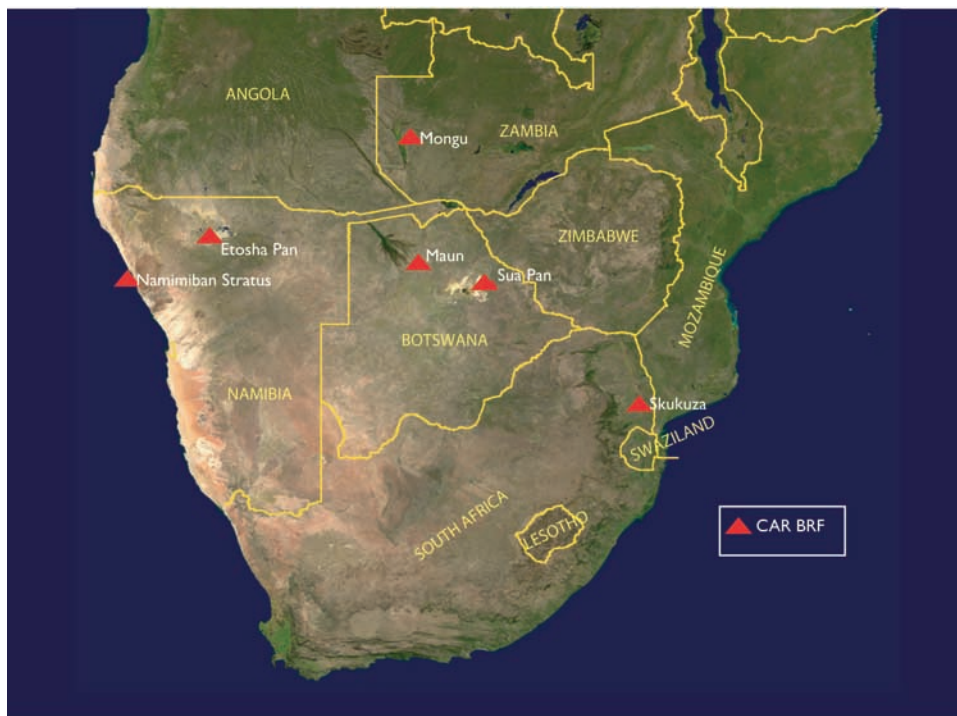 ANGOLA
ZAMBIA
Mongu
Etosha Pan
ZIMBABWE
Maun
Namimiban Stratus
Sua Pan
MOZAMBIQUE
BOTSWANA
NAMIBIA
Skukuza
SWAZILAND
SOUTH AFRICA
LESOTHO
CAR BRF